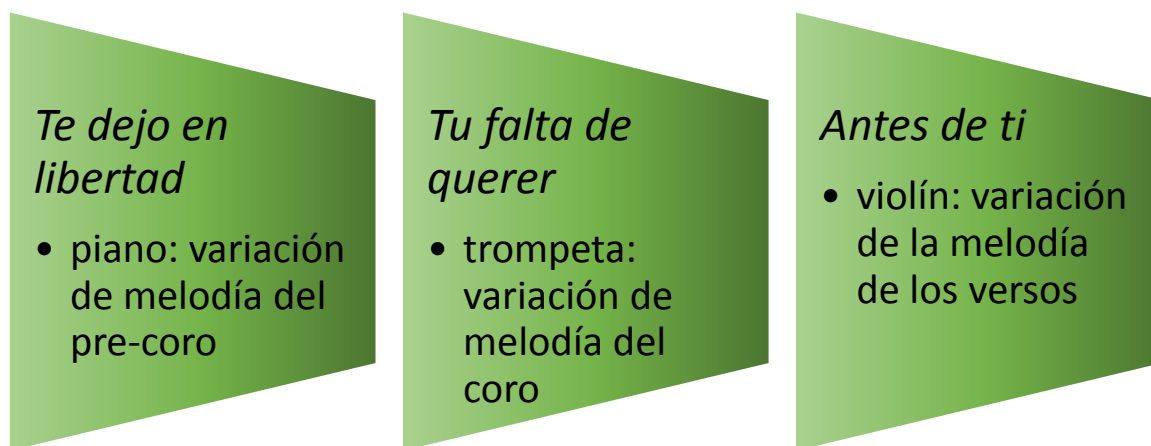 Te dejo en
libertad
• piano: variación
de melodía del
pre-coro
Tu falta de
querer
• trompeta:
variación de
melodía del
coro
Antes de ti
• violín: variación
de la melodía
de los versos